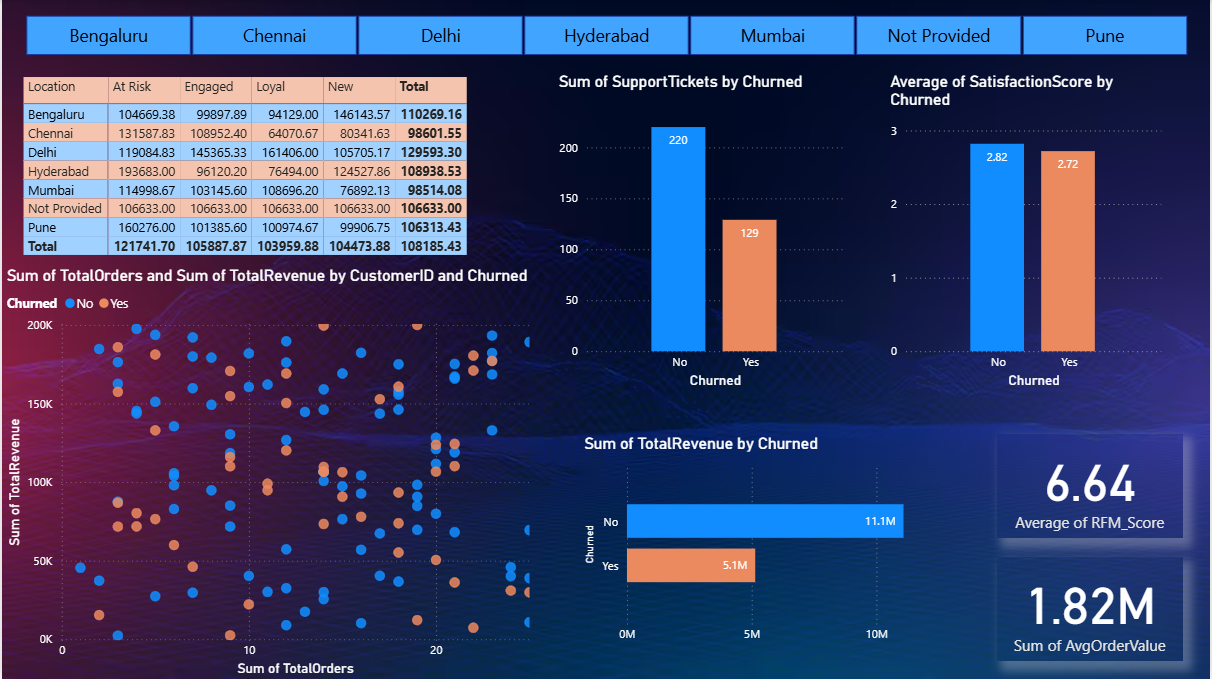 Bengaluru Chennai Delhi Hyderabad Mumbai Not Provided Pune
Location At Risk Engaged Loyal New Total
Bengaluru 104669.38 99897.89 94129.00 146143.57 110269.16
Chennai 131587.83 108952.40 64070.67 80341.63 98601.55
Delhi 119084.83 145365.33 161406.00 105705.17 129593.30
Hyderabad 193683.00 96120.20 76494.00 124527.86 108938.53
Mumbai 114998.67 103145.60 108696.20 76892.13 98514.08
Not Provided 106633.00 106633.00 106633.00 106633.00 106633.00
Pune 160276.00 101385.60 100974.67 99906.75 106313.43
Total 121741.70 105887.87 103959.88 104473.88 108185.43
Sum of SupportTickets by Churned
200
150
100
50
0
220
129
No Yes
Churned
Average of SatisfactionScore by
Churned
3
2
1
0
2.82
2.72
No Yes
Churned
Sum of TotalOrders and Sum of TotalRevenue by CustomerID and Churned
Churned No Yes
Sum of TotalRevenue
200K
150K
100K
50K
0K
0 10 20
Sum of TotalOrders
Sum of TotalRevenue by Churned
Churned
No 11.1M
Yes 5.1M
0M 5M 10M
6.64
Average of RFM_Score
1.82M
Sum of AvgOrderValue